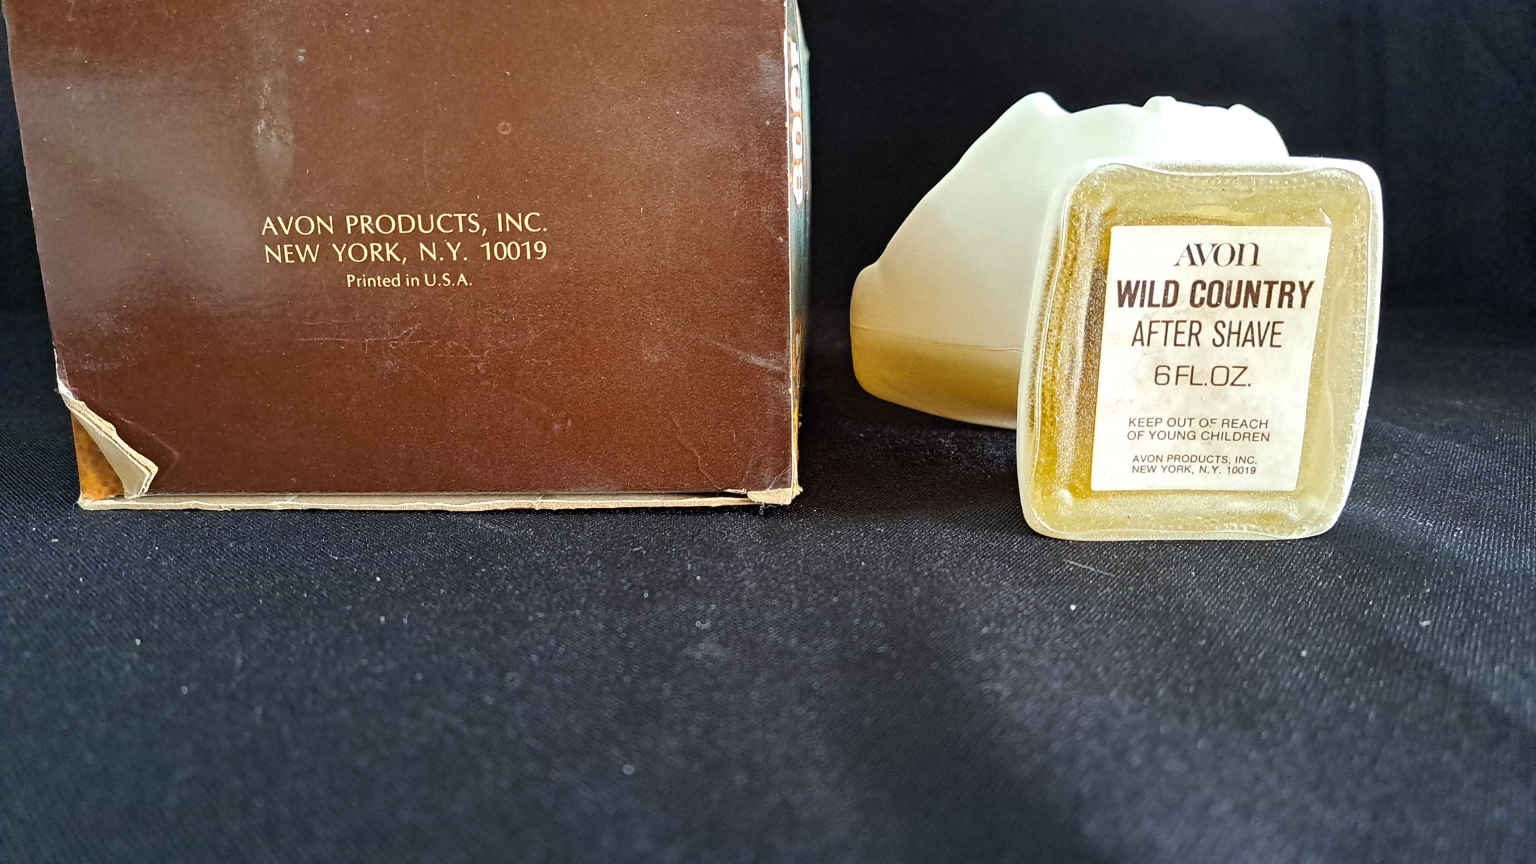 AVON PRODUCTS, INC.
NEW YORK, N.Y. 10019
Printed in U.S.A.
AVON
WILD COUNTRY
AFTER SHAVE
6 FL.OZ.
KEEP OUT OF REACH
OF YOUNG CHILDREN
AVON PRODUCTS, INC.
NEW YORK, N.Y. 10019